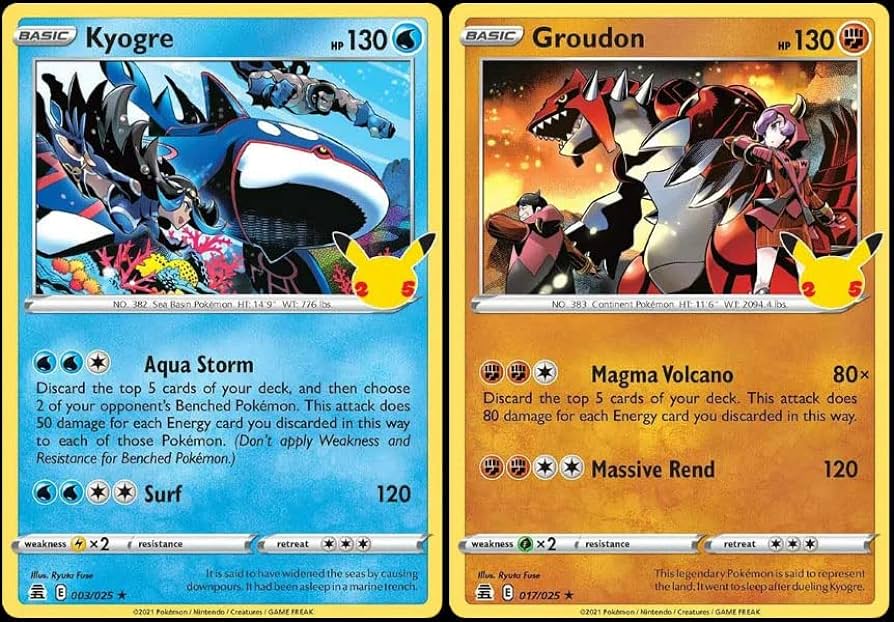 BASIC Kyogre HP 130
25
NO. 382 Sea Basin Pokémon. HT: 14'9" WT: 776 lbs.
Aqua Storm
Discard the top 5 cards of your deck, and then choose
2 of your opponent's Benched Pokémon. This attack does
50 damage for each Energy card you discarded in this way
to each of those Pokémon. (Don't apply Weakness and
Resistance for Benched Pokémon.)
Surf 120
weakness ×2 resistance retreat
Illus. Ryuta Fuse
It is said to have widened the seas by causing
downpours. It had been asleep in a marine trench.
E 003/025 ★
©2021 Pokémon / Nintendo / Creatures / GAME FREAK
BASIC Groudon HP 130
25
NO. 383 Continent Pokémon. HT: 11'6" WT: 2094.4 lbs.
Magma Volcano 80×
Discard the top 5 cards of your deck. This attack does
80 damage for each Energy card you discarded in this way.
Massive Rend 120
weakness ×2 resistance retreat
Illus. Ryuta Fuse
This legendary Pokémon is said to represent
the land. It went to sleep after dueling Kyogre.
E 017/025 ★
©2021 Pokémon / Nintendo / Creatures / GAME FREAK